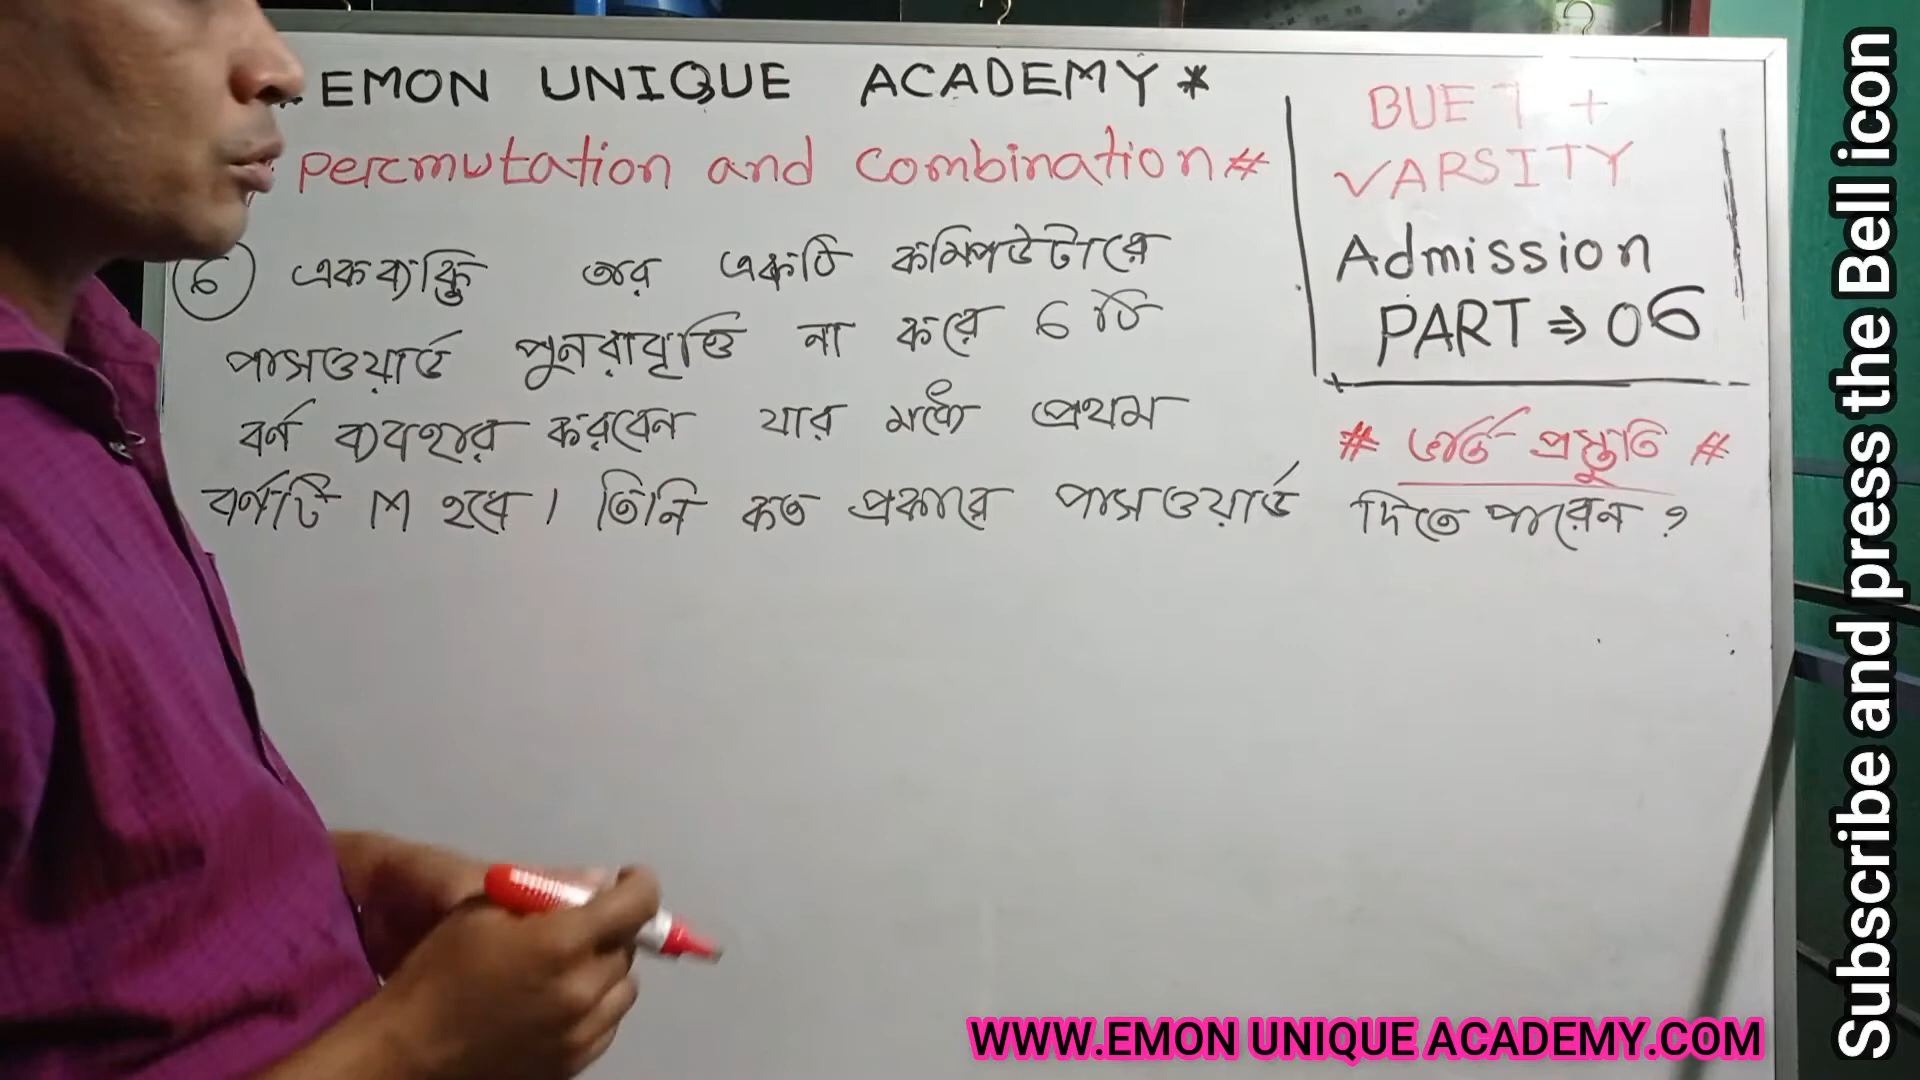 EMON UNIQUE ACADEMY *
Permutation and Combination #
৬ একব্যক্তি তার একটি কম্পিউটারে
পাসওয়ার্ড পুনরাবৃত্তি না করে 6 টি
বর্ণ ব্যবহার করবেন যার মধ্যে প্রথম
বর্ণটি M হবে। তিনি কত প্রকারে পাসওয়ার্ড দিতে পারেন ?
BUET +
VARSITY
Admission
PART ⇒ 06
# ভর্তি প্রস্তুতি #
WWW.EMON UNIQUE ACADEMY.COM
Subscribe and press the Bell icon